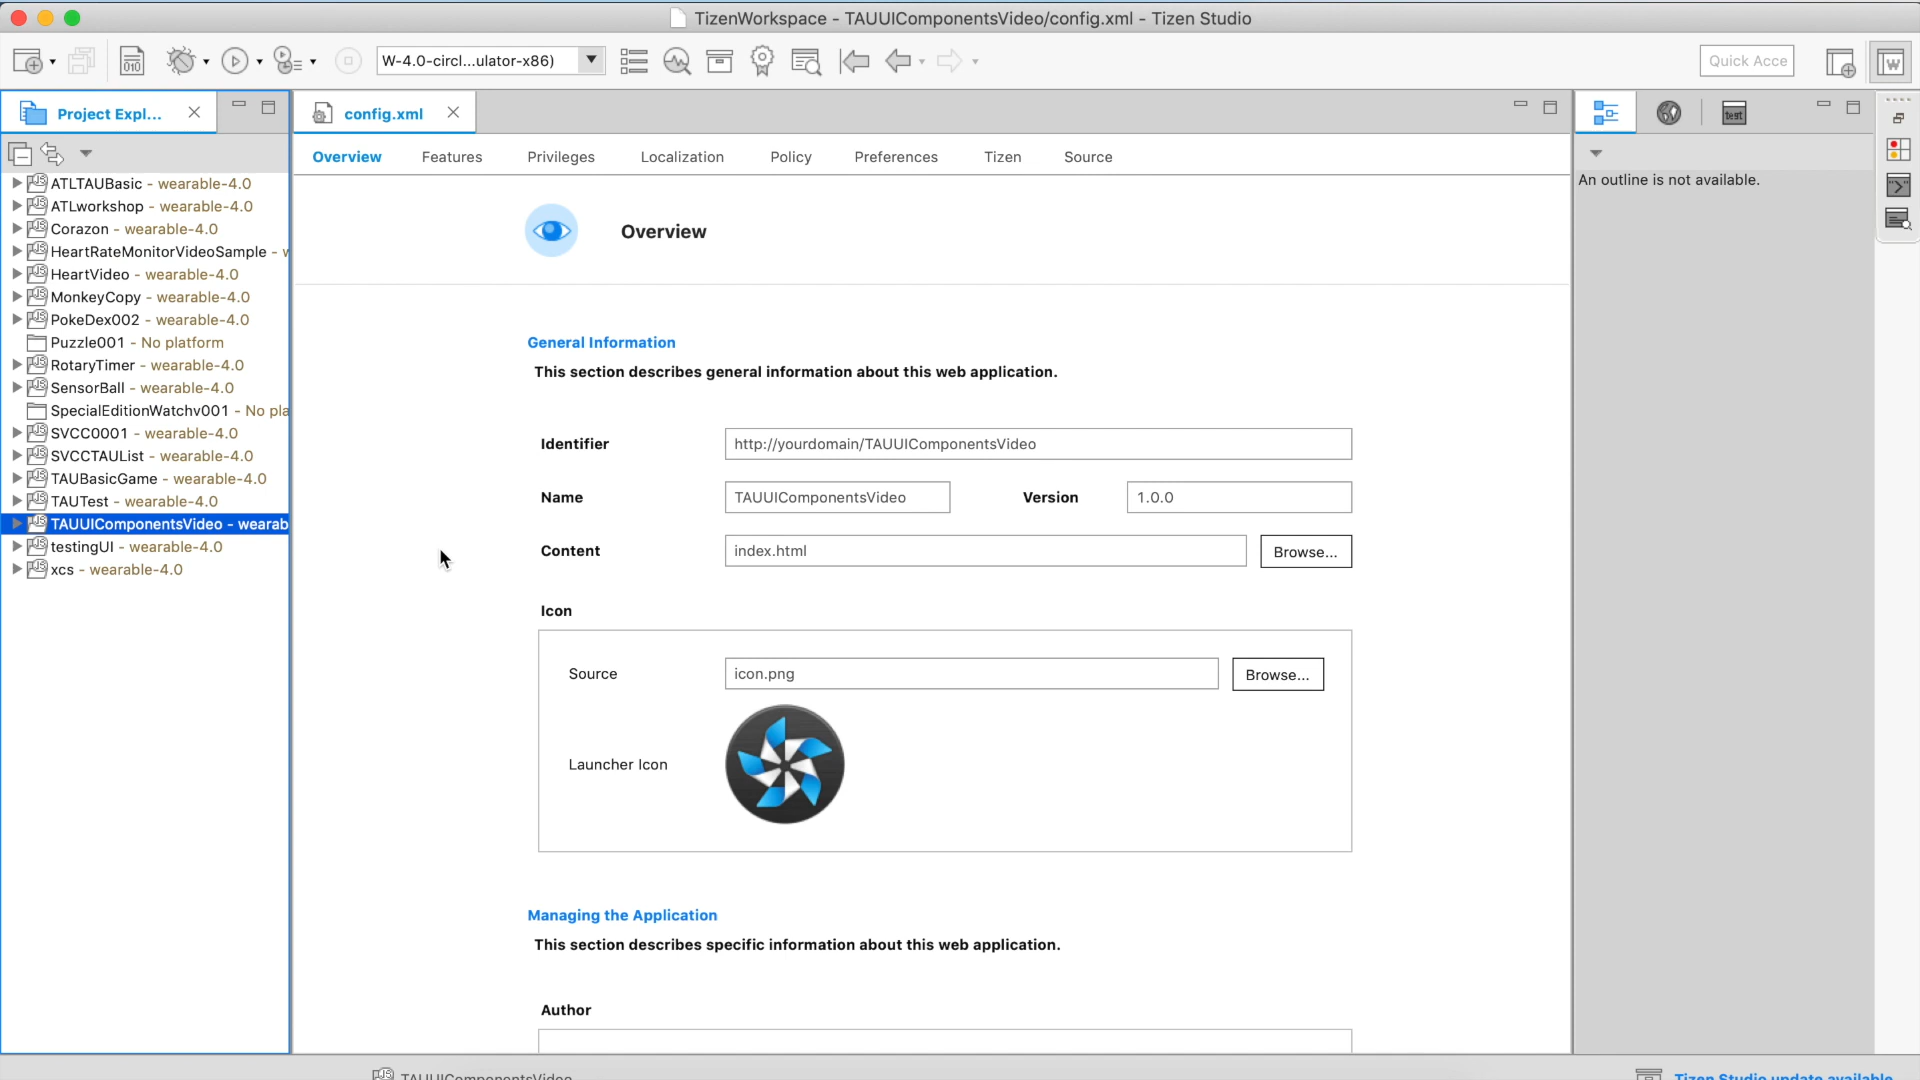 TizenWorkspace - TAUUIComponentsVideo/config.xml - Tizen Studio
010
W-4.0-circl...ulator-x86)
Quick Acce
W
Project Expl...
config.xml
test
Overview Features Privileges Localization Policy Preferences Tizen Source
An outline is not available.
ATLTAUBasic - wearable-4.0
ATLworkshop - wearable-4.0
Corazon - wearable-4.0
HeartRateMonitorVideoSample - w
HeartVideo - wearable-4.0
MonkeyCopy - wearable-4.0
PokeDex002 - wearable-4.0
Puzzle001 - No platform
RotaryTimer - wearable-4.0
SensorBall - wearable-4.0
SpecialEditionWatchv001 - No pla
SVCC0001 - wearable-4.0
SVCCTAUList - wearable-4.0
TAUBasicGame - wearable-4.0
TAUTest - wearable-4.0
TAUUIComponentsVideo - wearab
testingUI - wearable-4.0
xcs - wearable-4.0
Overview
General Information
This section describes general information about this web application.
Identifier http://yourdomain/TAUUIComponentsVideo
Name TAUUIComponentsVideo Version 1.0.0
Content index.html Browse...
Icon
Source icon.png Browse...
Launcher Icon
Managing the Application
This section describes specific information about this web application.
Author
TAUUIComponentsVideo
Tizen Studio update available